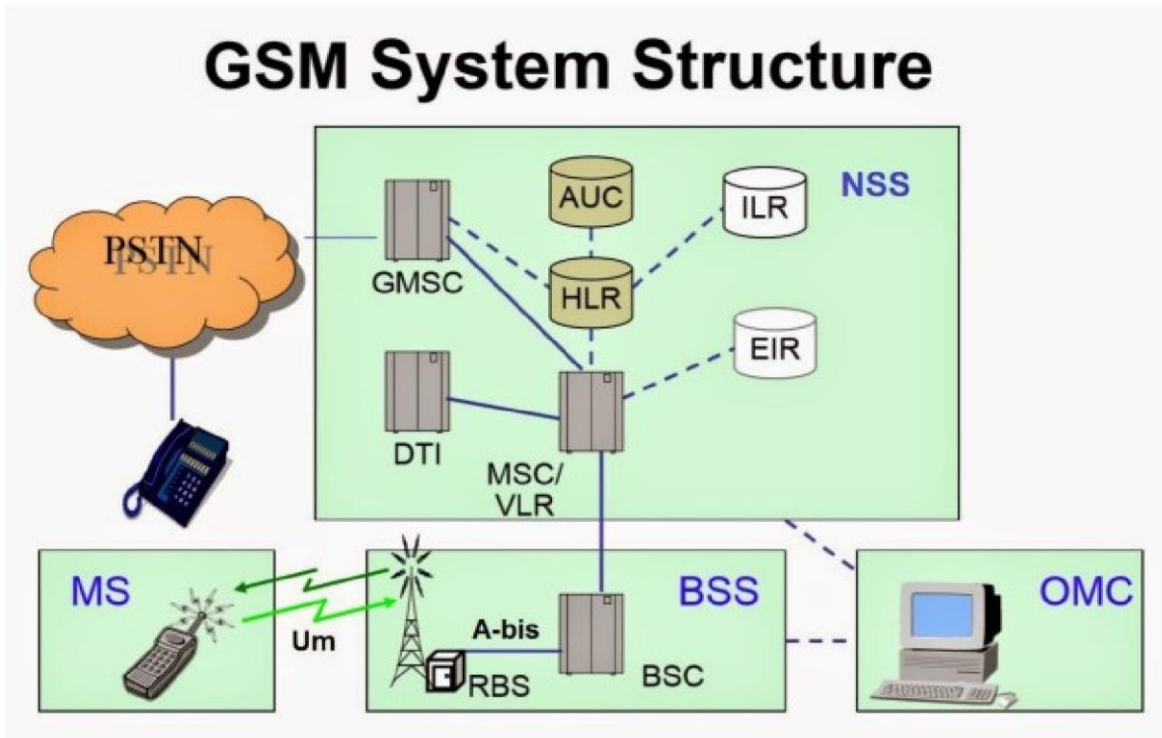 GSM System Structure
NSS
AUC
ILR
PSTN
GMSC
HLR
EIR
DTI
MSC/
VLR
MS
Um
A-bis
RBS
BSS
BSC
OMC